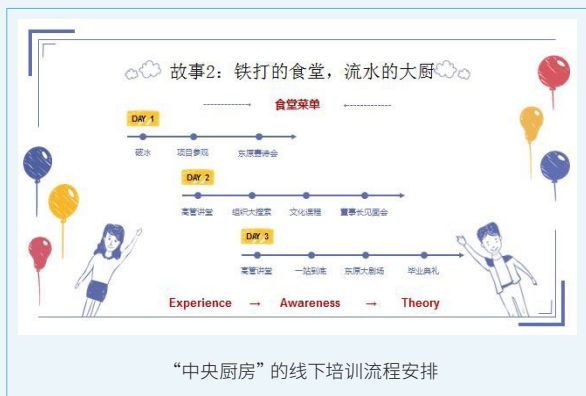 故事2：铁打的食堂，流水的大厨
食堂菜单
DAY 1
破冰 项目参观 东原赛诗会
DAY 2
高管讲堂 组织大搜索 文化课程 董事长见面会
DAY 3
高管讲堂 一站到底 东原大剧场 毕业典礼
Experience → Awareness → Theory
“中央厨房”的线下培训流程安排